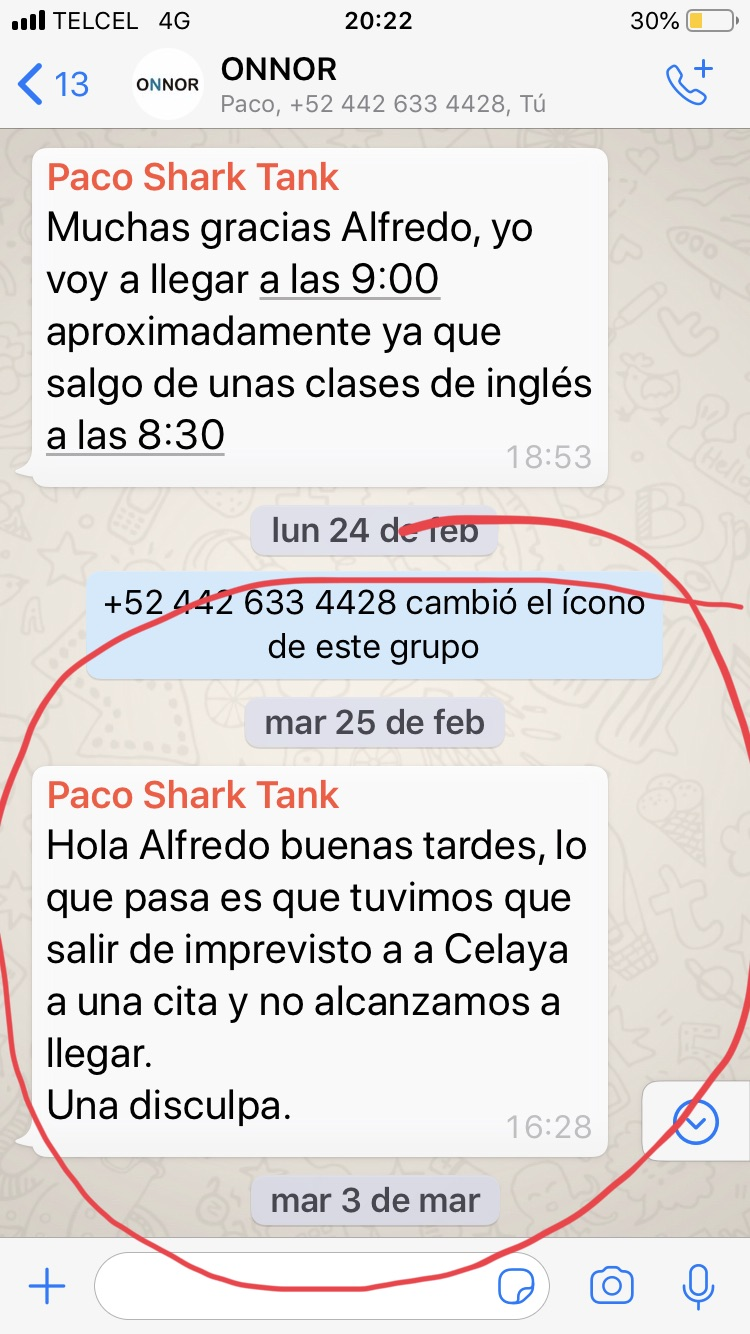 TELCEL 4G 20:22 30%
13 ONNOR ONNOR
Paco, +52 442 633 4428, Tú
Paco Shark Tank
Muchas gracias Alfredo, yo
voy a llegar a las 9:00
aproximadamente ya que
salgo de unas clases de inglés
a las 8:30
18:53
lun 24 de feb
+52 442 633 4428 cambió el ícono
de este grupo
mar 25 de feb
Paco Shark Tank
Hola Alfredo buenas tardes, lo
que pasa es que tuvimos que
salir de imprevisto a a Celaya
a una cita y no alcanzamos a
llegar.
Una disculpa.
16:28
mar 3 de mar